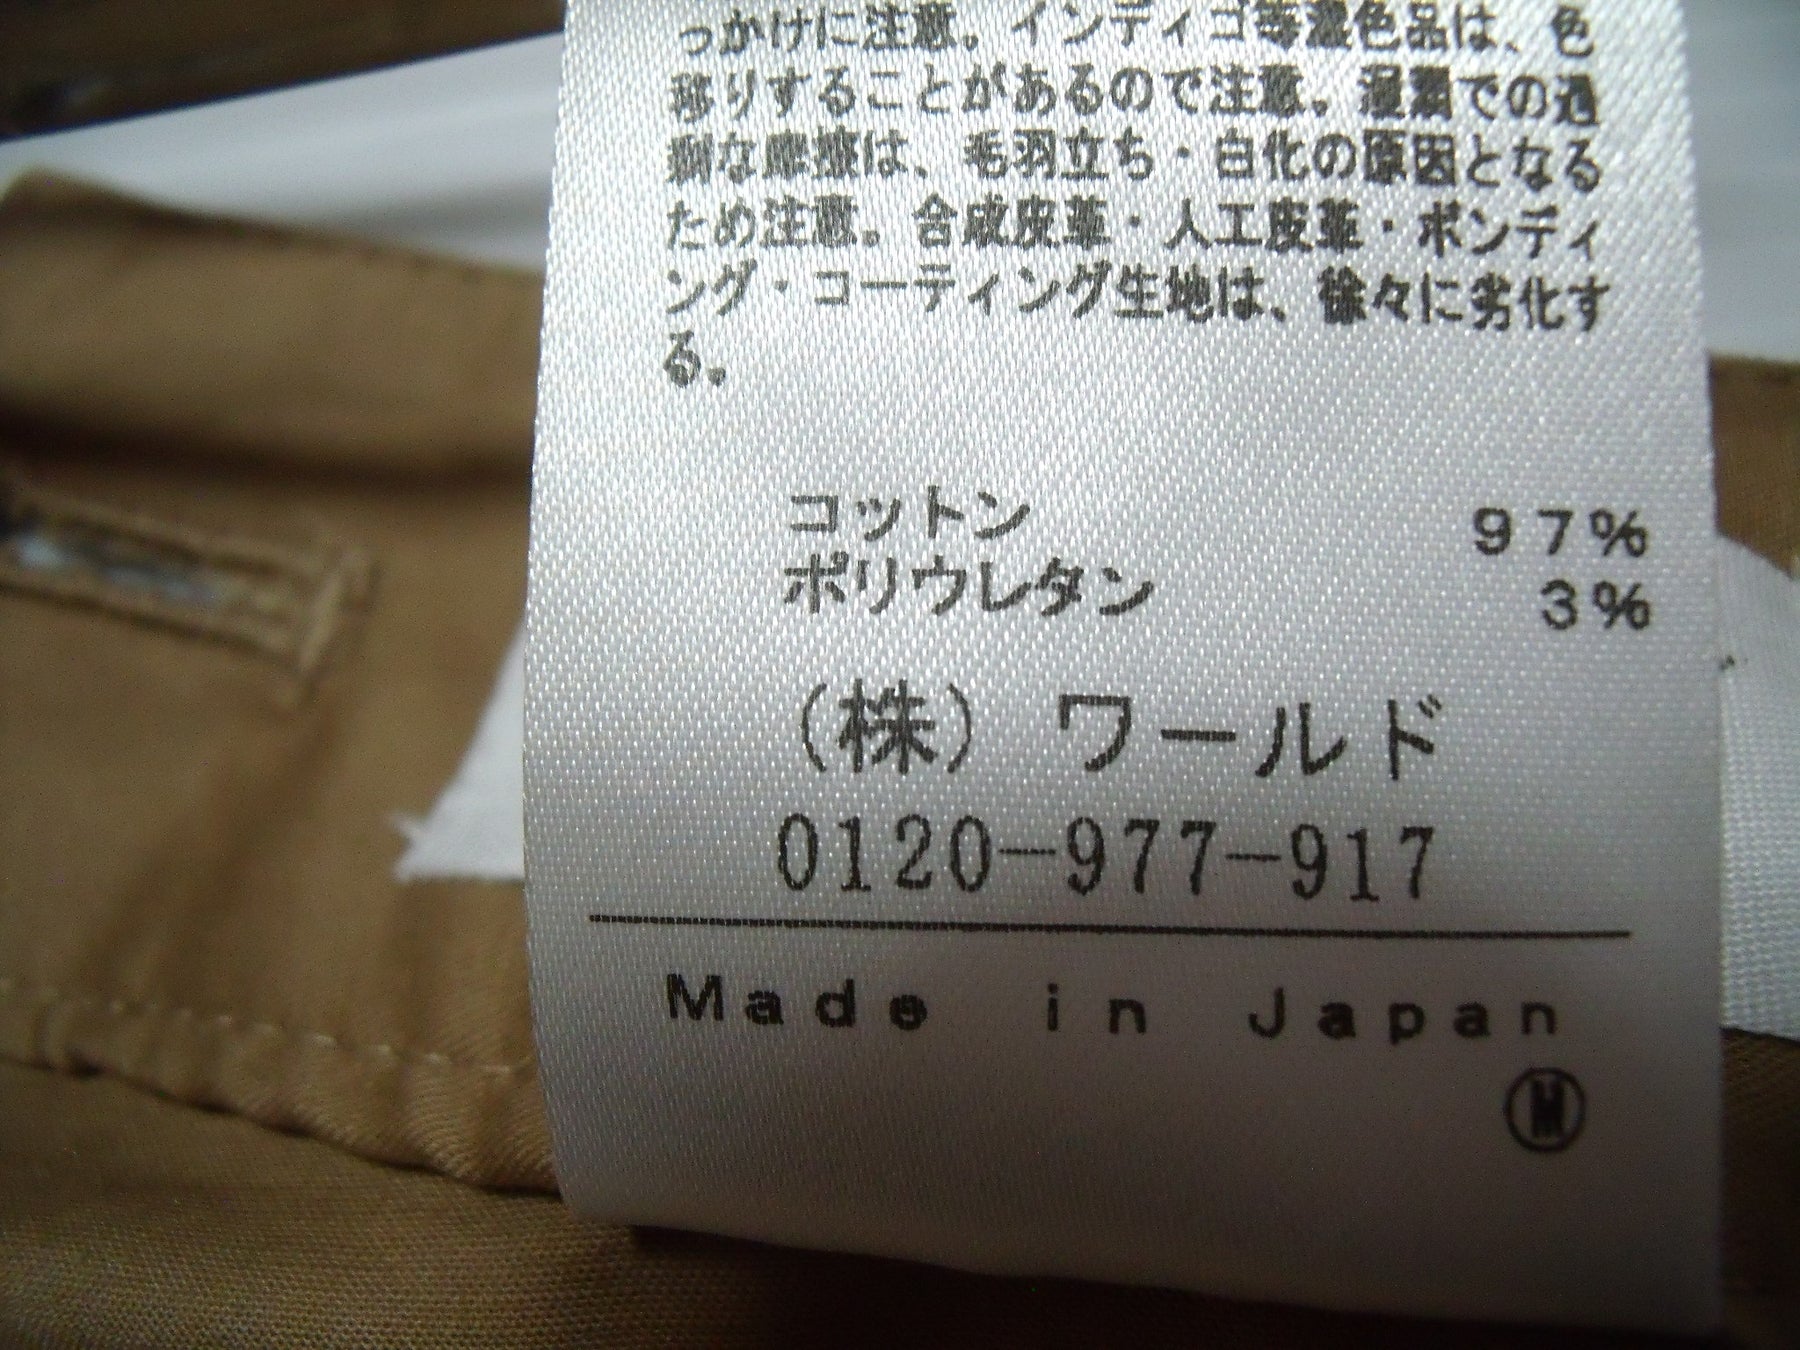 っかけに注意。インディゴ等濃色品は、色
移りすることがあるので注意。湿潤での過
剰な摩擦は、毛羽立ち・白化の原因となる
ため注意。合成皮革・人工皮革・ボンディ
ング・コーティング生地は、徐々に劣化す
る。
コットン 97%
ポリウレタン 3%
(株) ワールド
0120-977-917
Made in Japan
Ⓜ